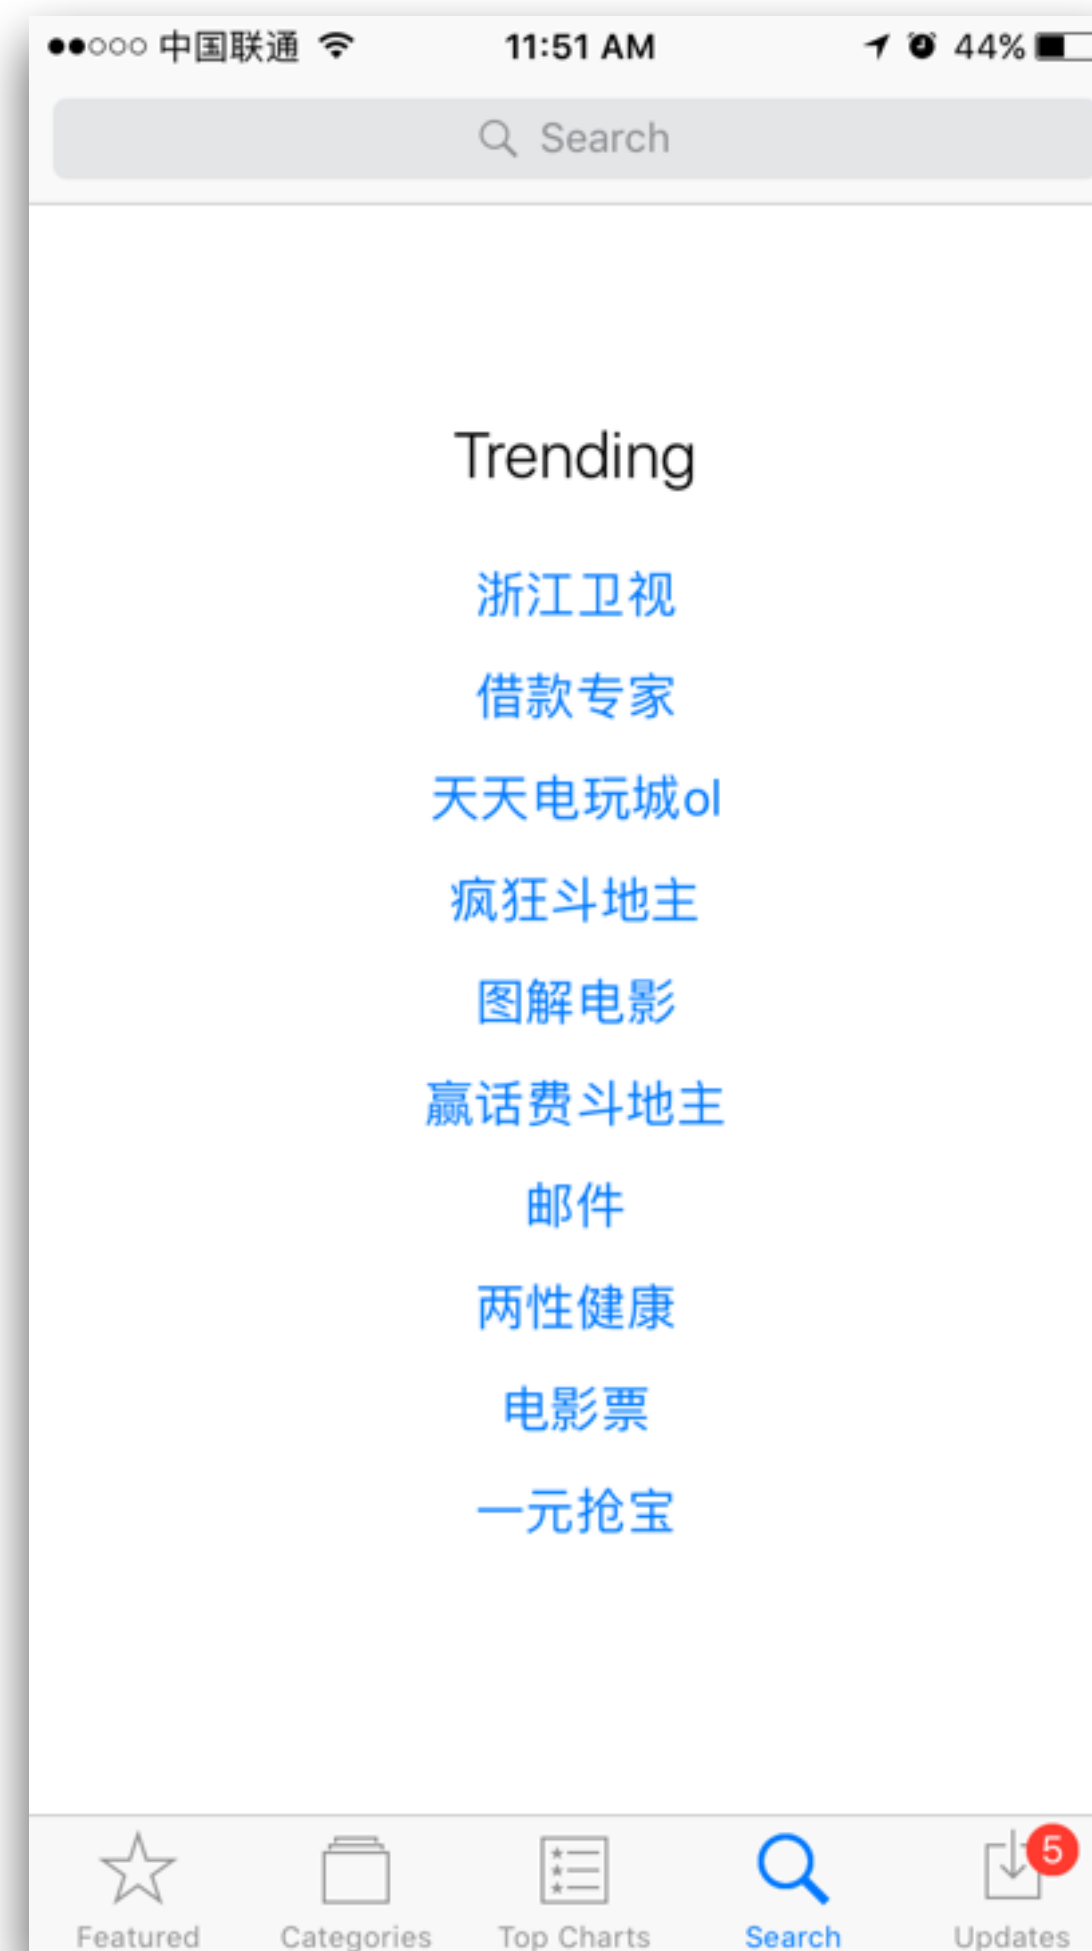 中国联通 11:51 AM 44%
Search
Trending
浙江卫视
借款专家
天天电玩城ol
疯狂斗地主
图解电影
赢话费斗地主
邮件
两性健康
电影票
一元抢宝
5
Featured Categories Top Charts Search Updates